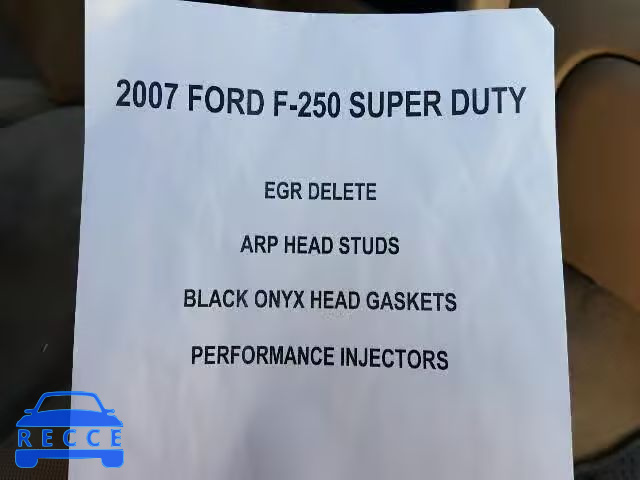 2007 FORD F-250 SUPER DUTY
EGR DELETE
ARP HEAD STUDS
BLACK ONYX HEAD GASKETS
PERFORMANCE INJECTORS
RECCE